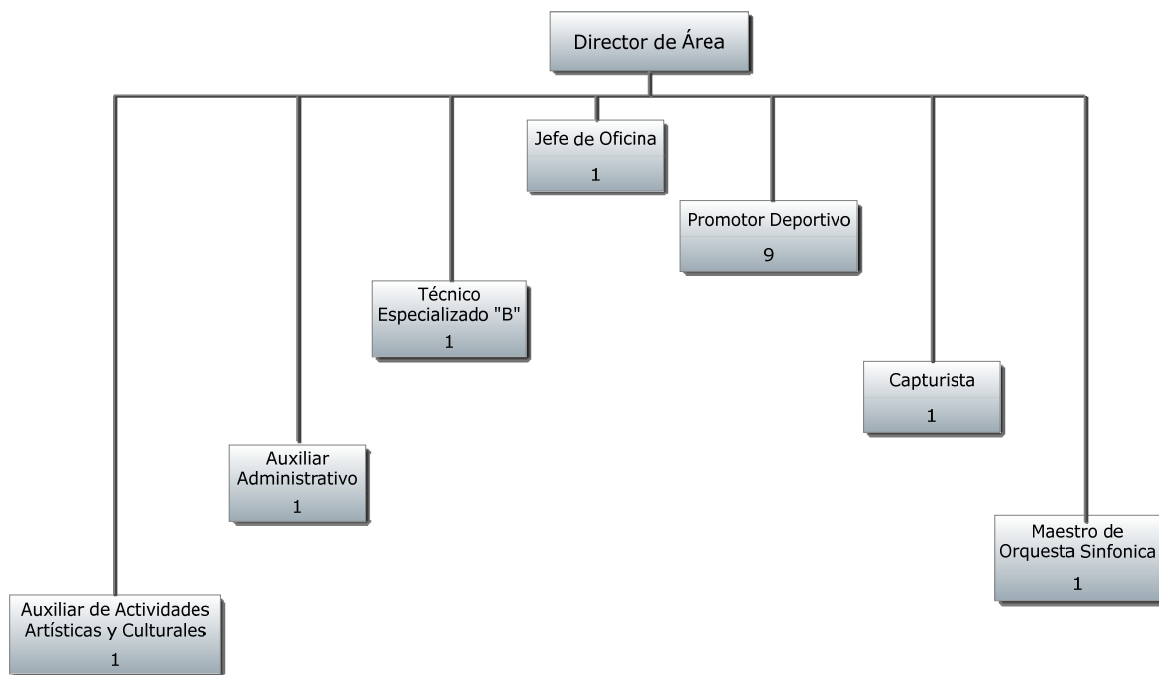 Director de Área
Jefe de Oficina
1
Promotor Deportivo
9
Técnico
Especializado "B"
1
Capturista
1
Auxiliar
Administrativo
1
Maestro de
Orquesta Sinfonica
1
Auxiliar de Actividades
Artísticas y Culturales
1